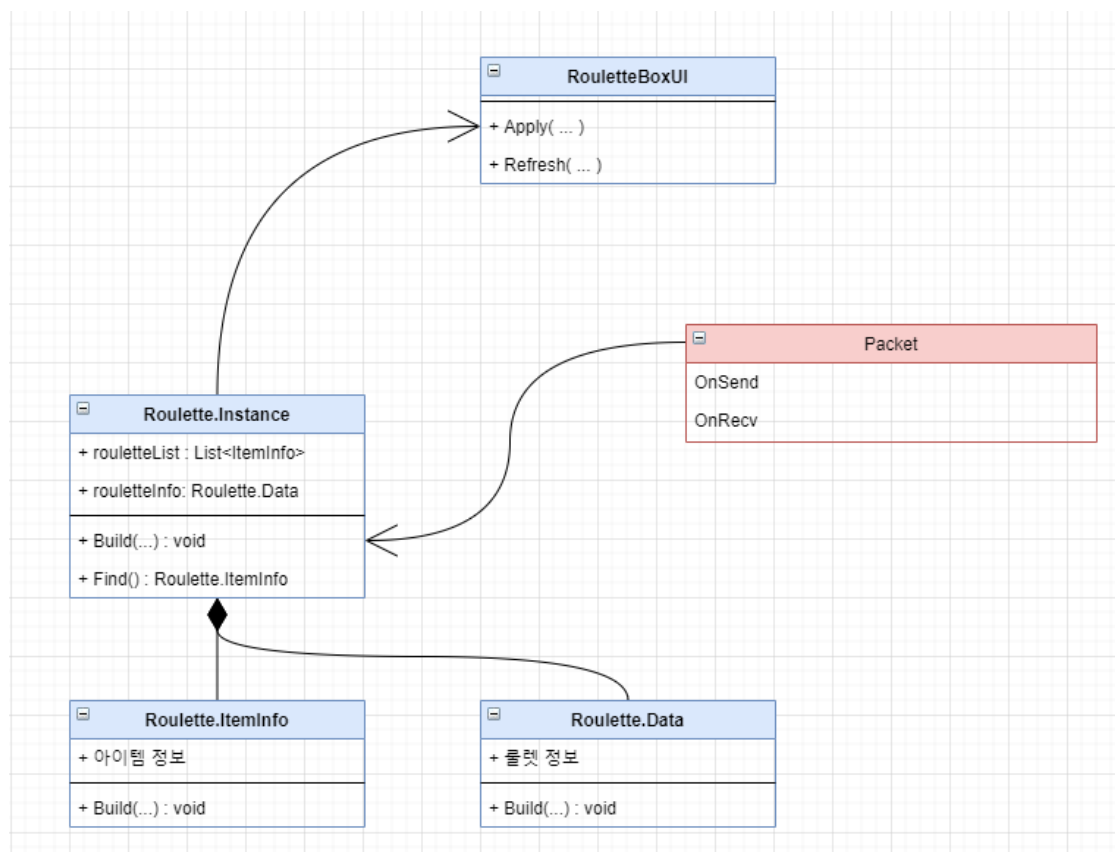 RouletteBoxUI
+ Apply( ... )
+ Refresh( ... )
Packet
OnSend
OnRecv
Roulette.Instance
+ rouletteList : List<ItemInfo>
+ rouletteInfo: Roulette.Data
+ Build(...) : void
+ Find() : Roulette.ItemInfo
Roulette.ItemInfo
+ 아이템 정보
+ Build(...) : void
Roulette.Data
+ 룰렛 정보
+ Build(...) : void